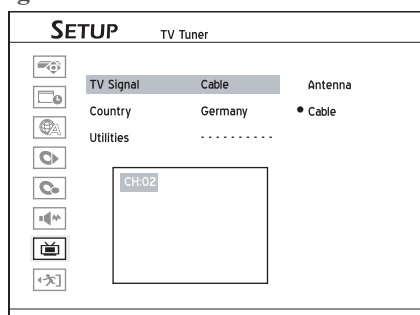 SETUP TV Tuner
TV Signal Cable Antenna
Country Germany • Cable
Utilities - - - - - - - - - -
CH:02